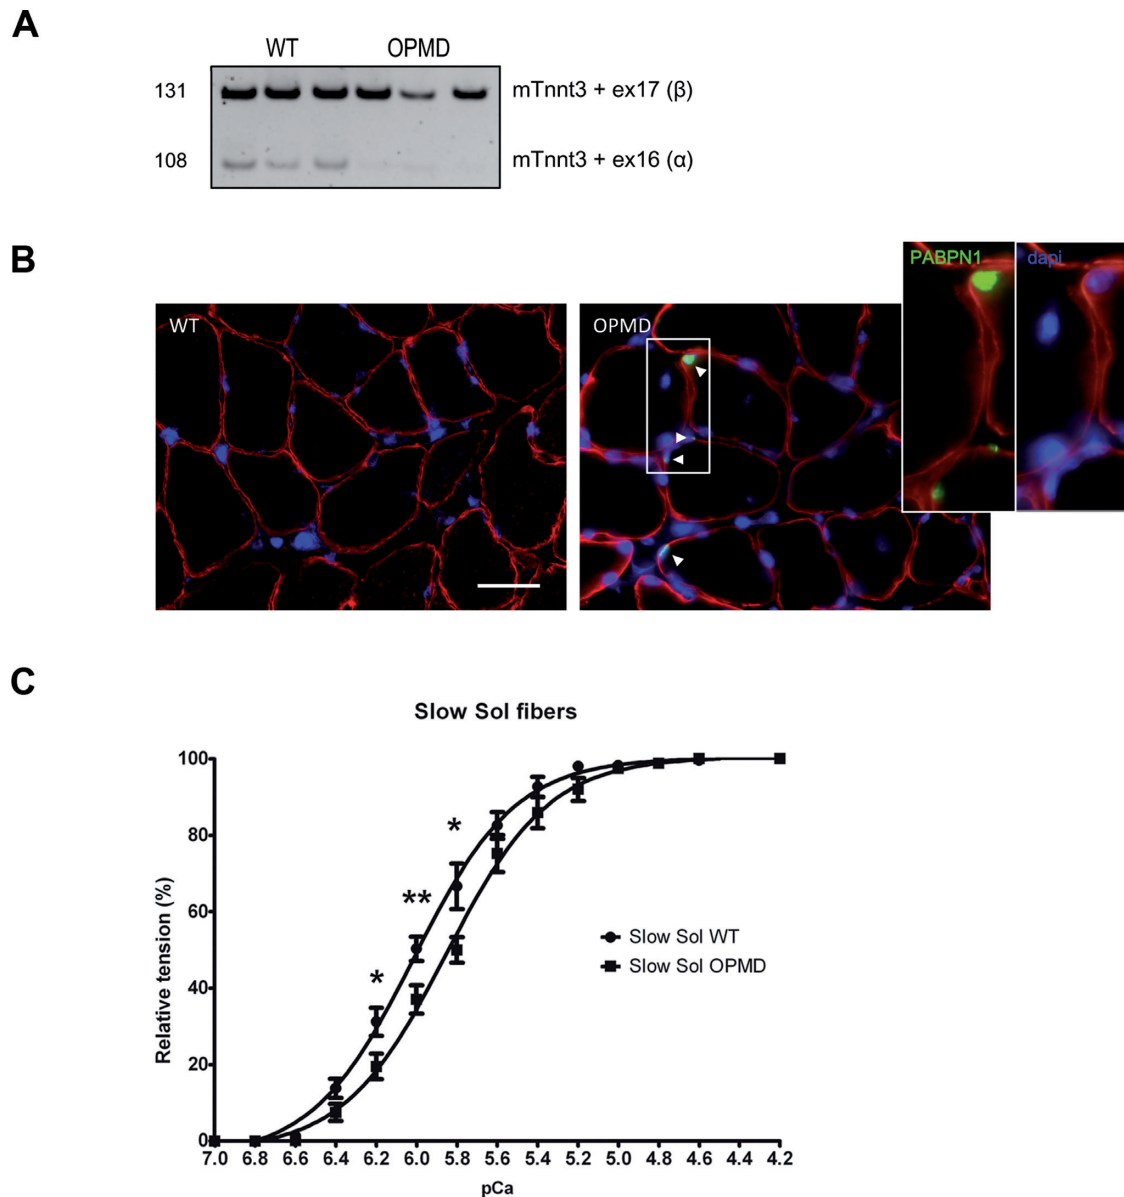 A
WT OPMD
131 mTnnt3 + ex17 (β)
108 mTnnt3 + ex16 (α)
B
WT
OPMD
PABPN1
dapi
C
Slow Sol fibers
Relative tension (%)
100
80
60
40
20
0
*
**
*
Slow Sol WT
Slow Sol OPMD
7.0 6.8 6.6 6.4 6.2 6.0 5.8 5.6 5.4 5.2 5.0 4.8 4.6 4.4 4.2
pCa